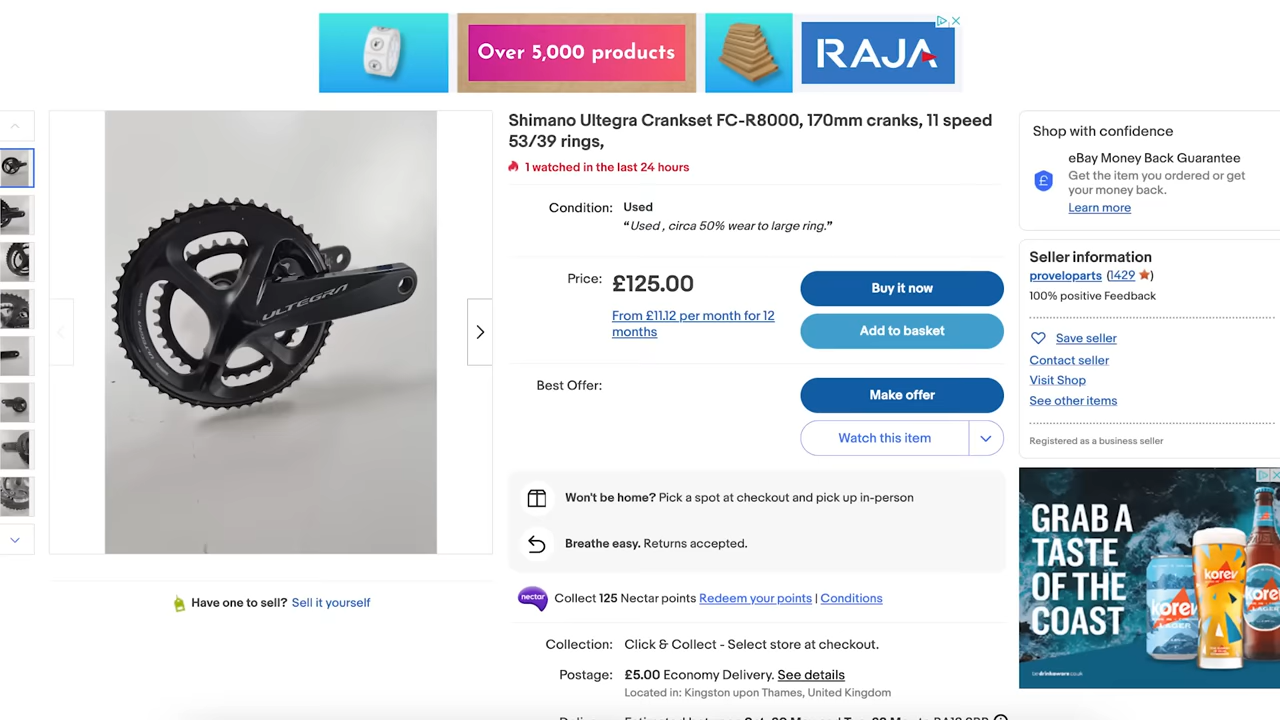 Over 5,000 products
RAJA
Shimano Ultegra Crankset FC-R8000, 170mm cranks, 11 speed
53/39 rings,
1 watched in the last 24 hours
Condition:
Used
“Used , circa 50% wear to large ring.”
Price:
£125.00
From £11.12 per month for 12
months
Buy it now
Add to basket
Best Offer:
Make offer
Watch this item
Won't be home? Pick a spot at checkout and pick up in-person
Breathe easy. Returns accepted.
nectar
Collect 125 Nectar points Redeem your points | Conditions
Collection:
Click & Collect - Select store at checkout.
Postage:
£5.00 Economy Delivery. See details
Located in: Kingston upon Thames, United Kingdom
ULTEGRA
Have one to sell? Sell it yourself
Shop with confidence
eBay Money Back Guarantee
£
Get the item you ordered or get
your money back.
Learn more
Seller information
proveloparts (1429)
100% positive Feedback
Save seller
Contact seller
Visit Shop
See other items
Registered as a business seller
GRAB A
TASTE
OF THE
COAST
korev
LAGER
korev
korev
bedrinkaware.co.uk